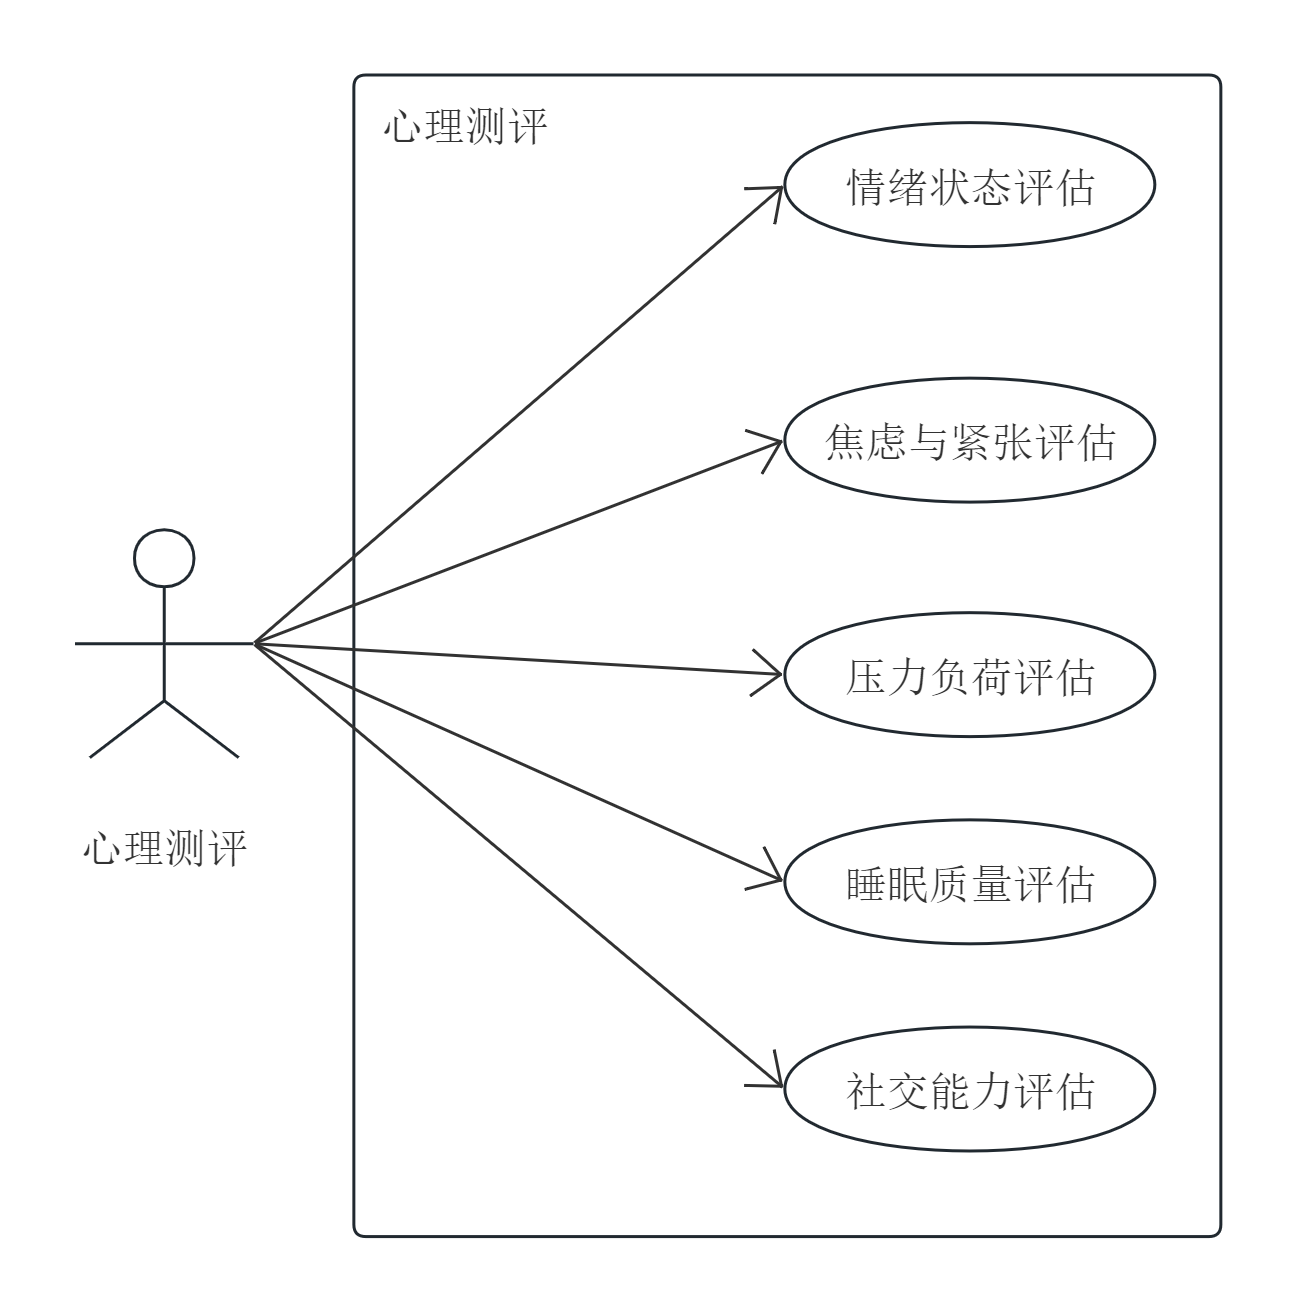 心理测评
情绪状态评估
焦虑与紧张评估
压力负荷评估
心理测评
睡眠质量评估
社交能力评估